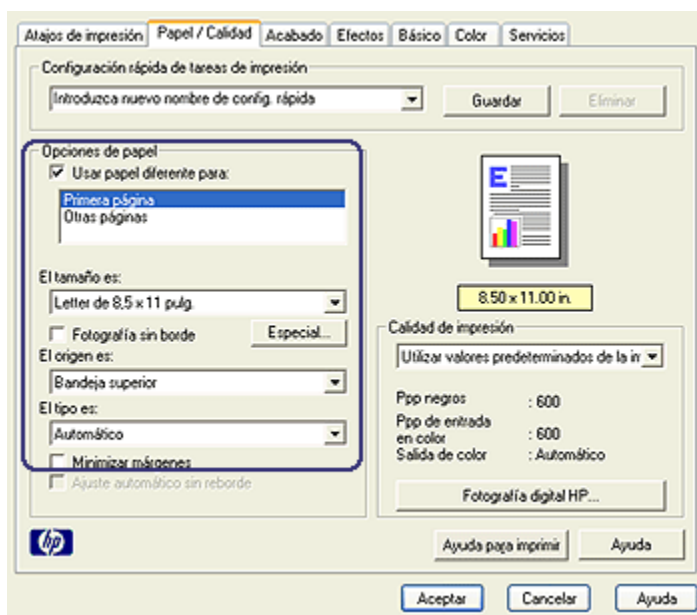 Atajos de impresión Papel / Calidad Acabado Efectos Básico Color Servicios
Configuración rápida de tareas de impresión
Introduzca nuevo nombre de config. rápida Guardar Eliminar
Opciones de papel
Usar papel diferente para:
Primera página
Otras páginas
E
El tamaño es:
Letter de 8,5 x 11 pulg.
8.50 x 11.00 in.
Fotografía sin borde Especial...
El origen es:
Bandeja superior
El tipo es:
Automático
Minimizar márgenes
Ajuste automático sin reborde
Calidad de impresión
Utilizar valores predeterminados de la
Ppp negros : 600
Ppp de entrada
en color : 600
Salida de color : Automático
Fotografía digital HP...
hp
Ayuda para imprimir Ayuda
Aceptar Cancelar Ayuda